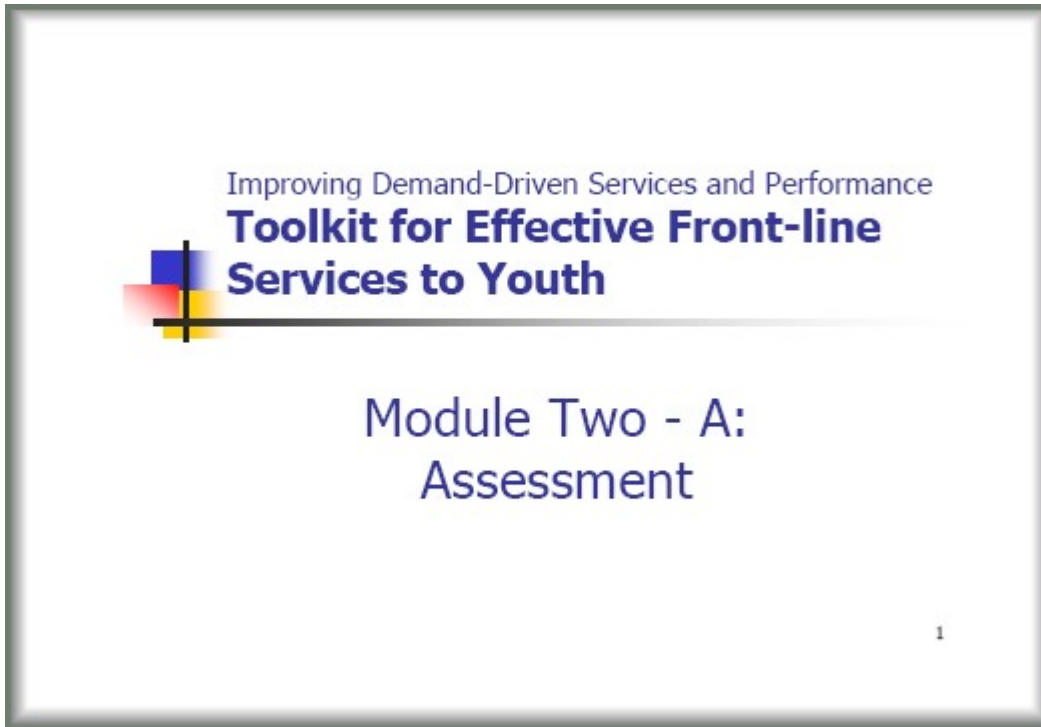 Improving Demand-Driven Services and Performance
Toolkit for Effective Front-line
Services to Youth
Module Two - A:
Assessment
1